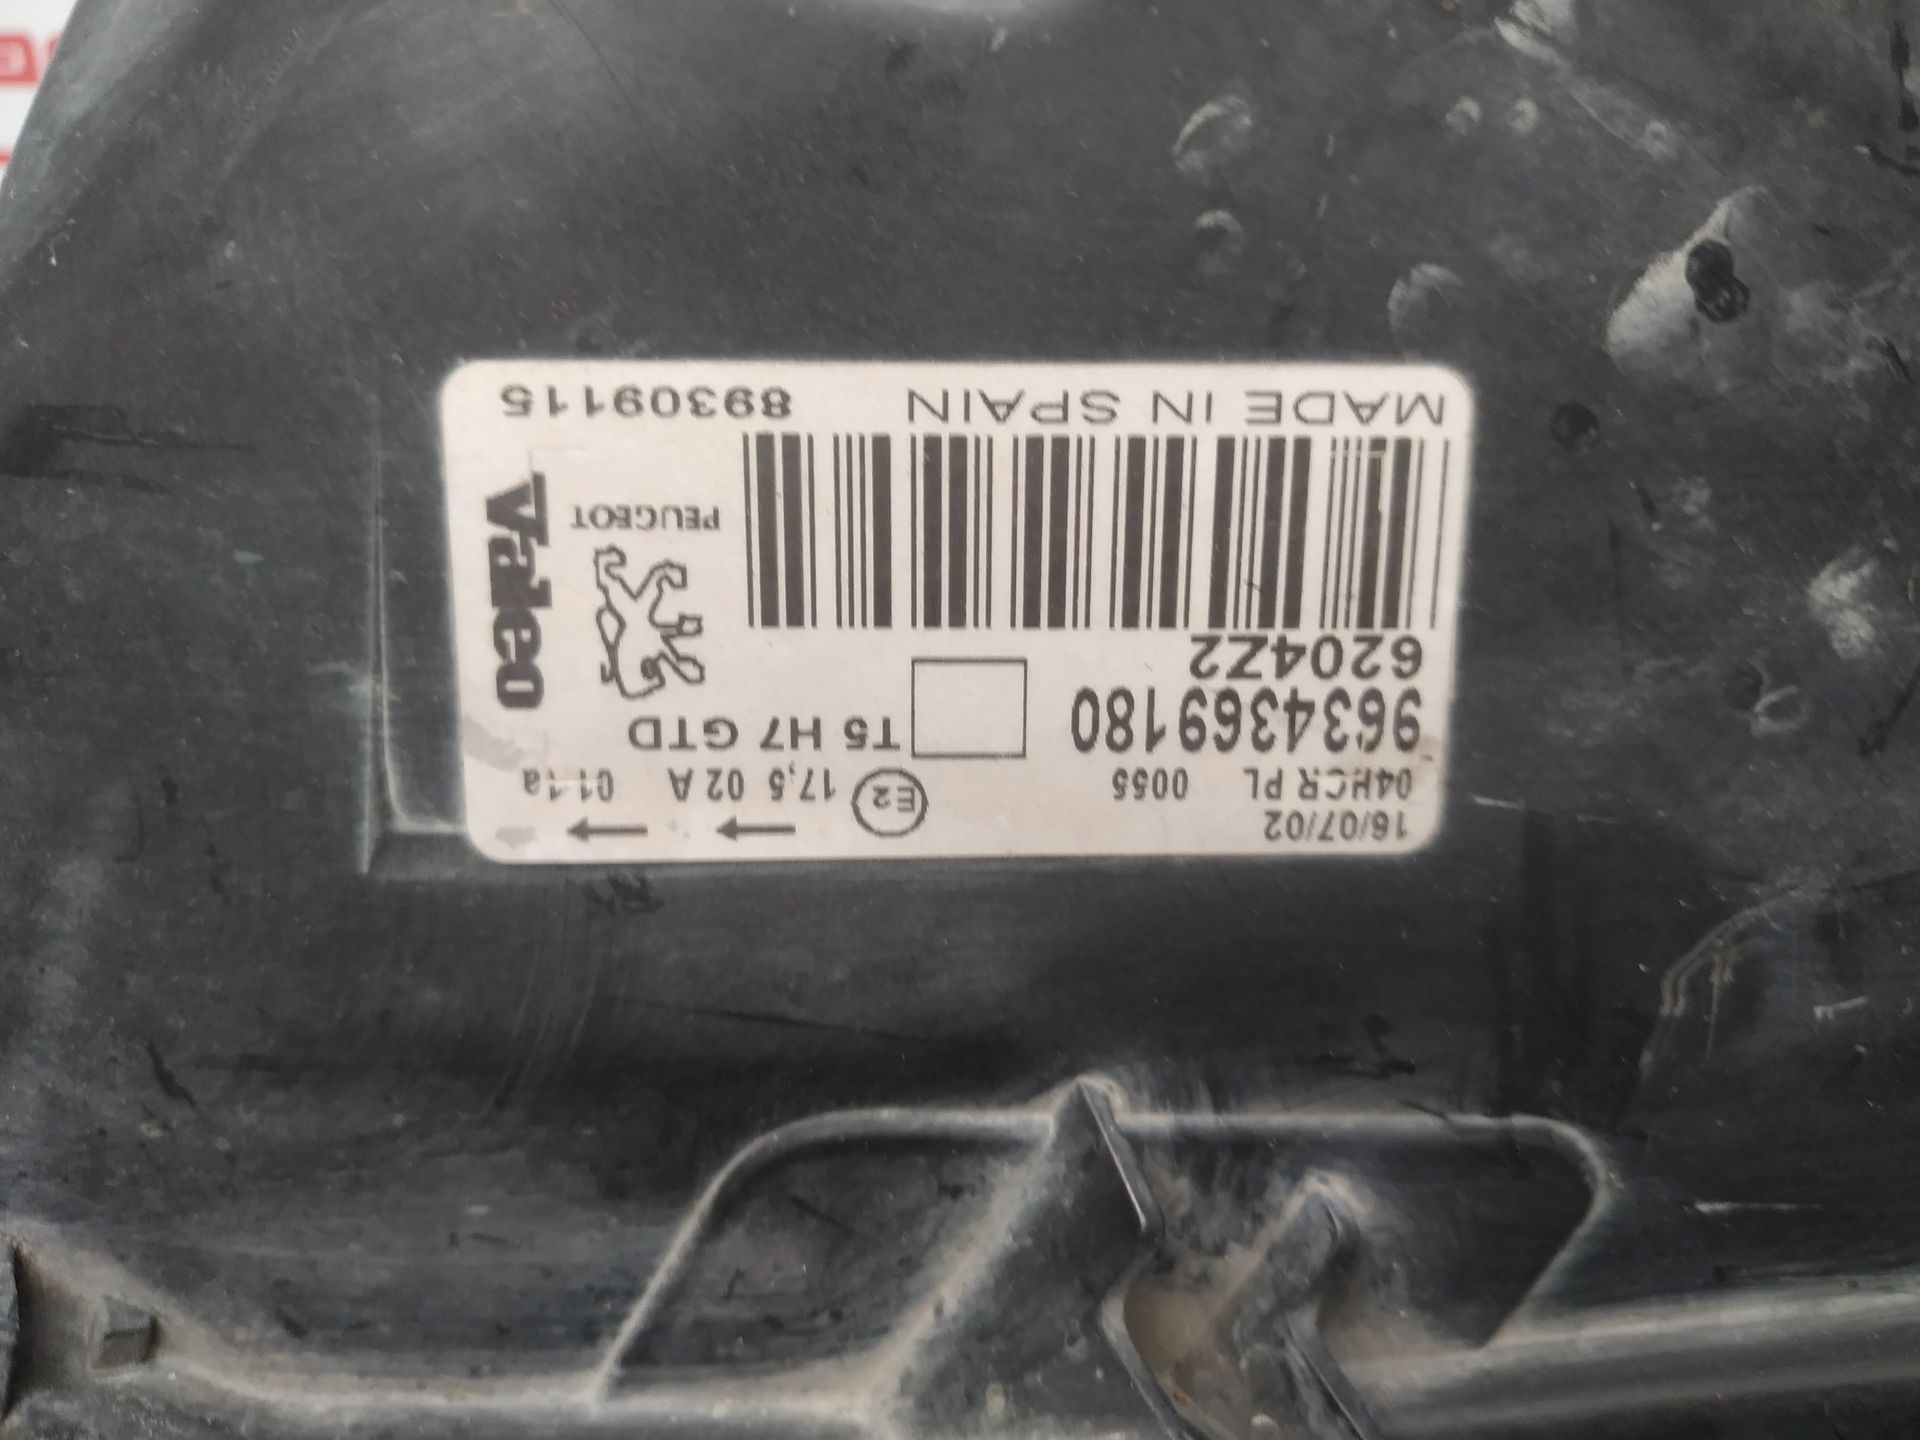 16/07/02
04HCR PL 0055
E2 17,5 02 A 01 1a
9634369180
T5 H7 GTD
6204Z2
PEUGEOT
Valeo
MADE IN SPAIN 89309115